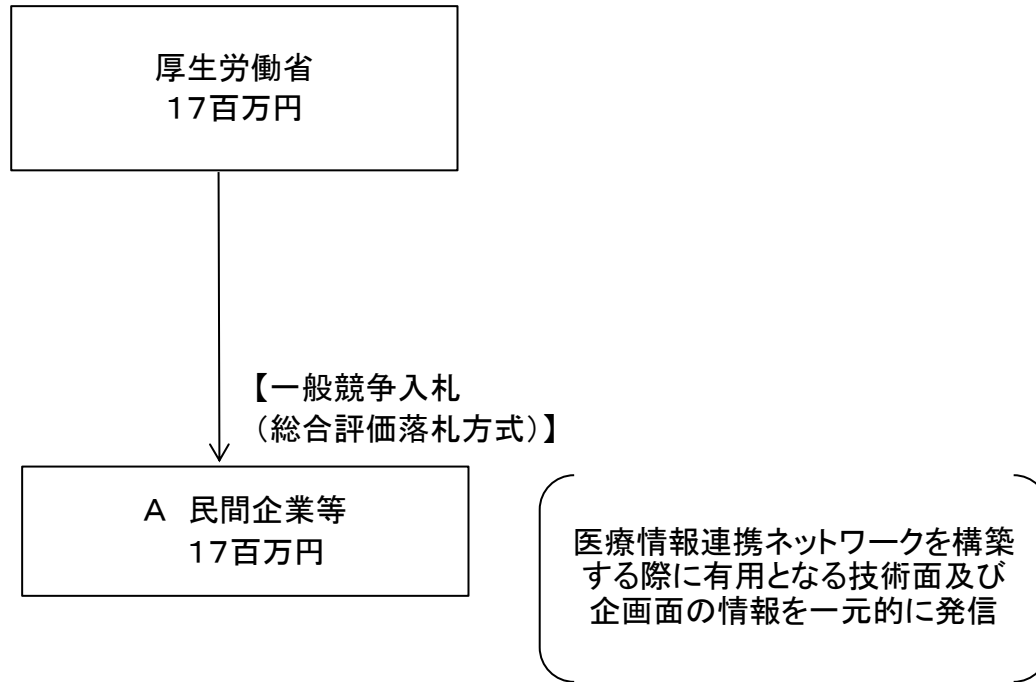 厚生労働省
17百万円
【一般競争入札
（総合評価落札方式）】
A　民間企業等
17百万円
医療情報連携ネットワークを構築
する際に有用となる技術面及び
企画面の情報を一元的に発信